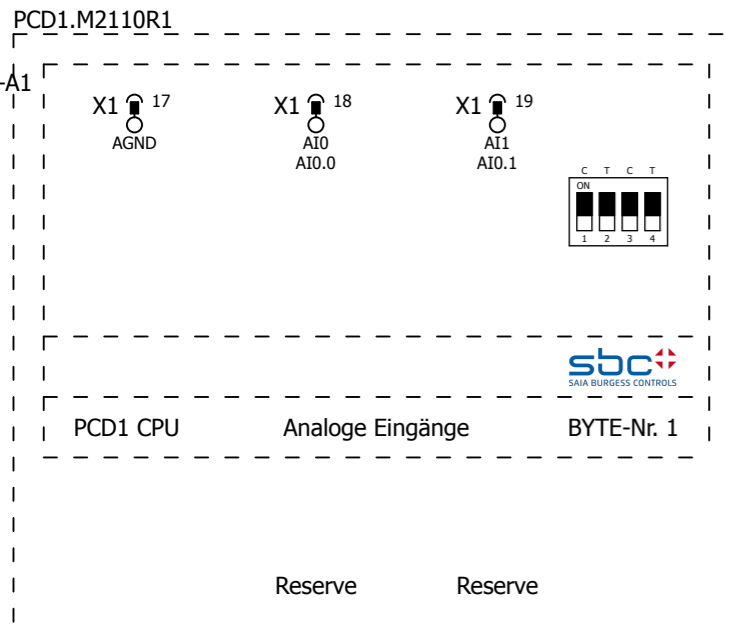 PCD1.M2110R1
-A1
X1 17
AGND
X1 18
AI0
AI0.0
X1 19
AI1
AI0.1
C T C T
ON
1 2 3 4
sbc
SAIA BURGESS CONTROLS
PCD1 CPU
Analoge Eingänge
BYTE-Nr. 1
Reserve
Reserve